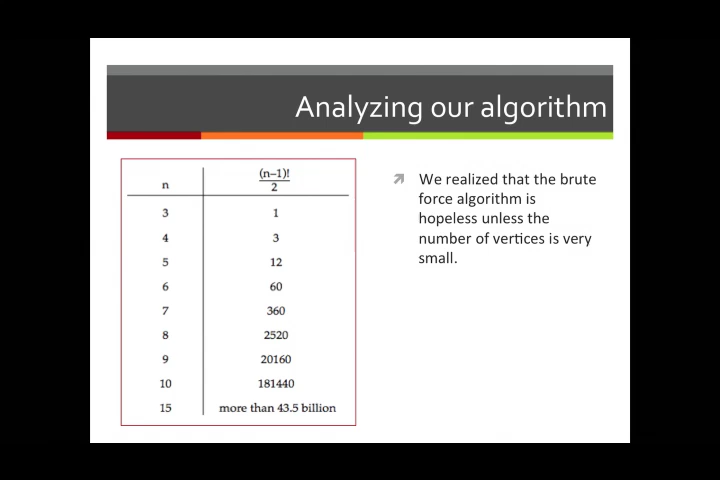 Analyzing our algorithm
n (n–1)!
2
3 1
4 3
5 12
6 60
7 360
8 2520
9 20160
10 181440
15 more than 43.5 billion
We realized that the brute
force algorithm is
hopeless unless the
number of vertices is very
small.